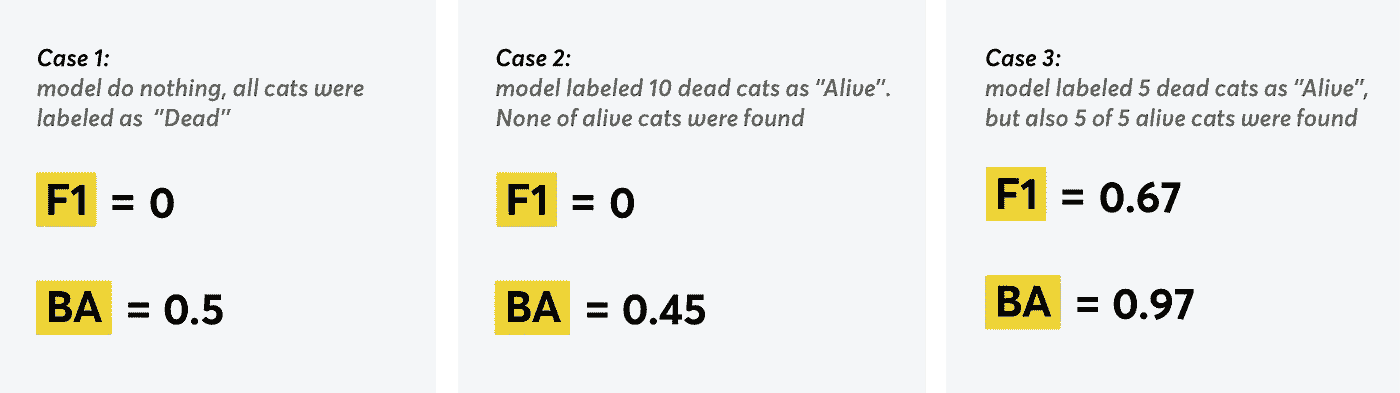 Case 1:
model do nothing, all cats were
labeled as "Dead"
F1 = 0
BA = 0.5
Case 2:
model labeled 10 dead cats as "Alive".
None of alive cats were found
F1 = 0
BA = 0.45
Case 3:
model labeled 5 dead cats as "Alive",
but also 5 of 5 alive cats were found
F1 = 0.67
BA = 0.97